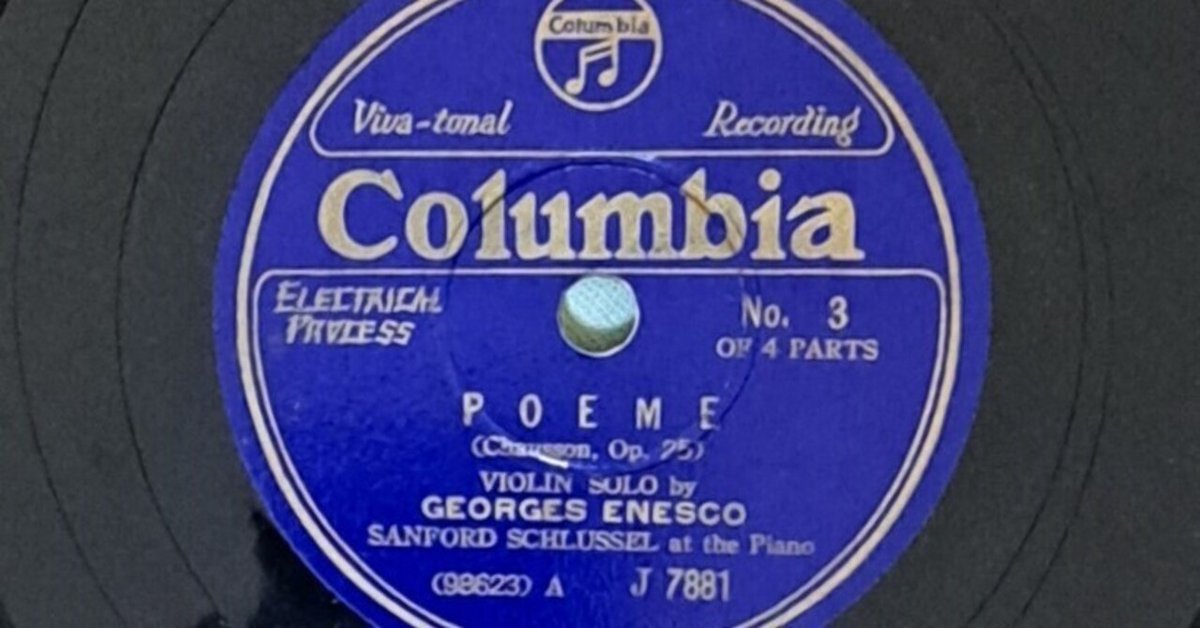 Columbia
Viva-tonal Recording
Columbia
ELECTRICAL PROCESS
No. 3
OF 4 PARTS
POEME
(Chausson, Op. 25)
VIOLIN SOLO by
GEORGES ENESCO
SANFORD SCHLUSSEL at the Piano
(98623) A J 7881